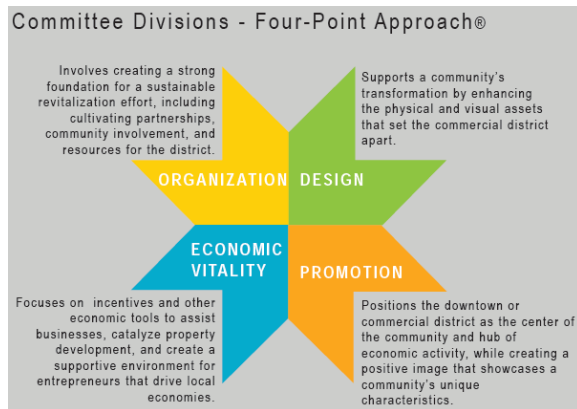 Committee Divisions - Four-Point Approach®
Involves creating a strong
foundation for a sustainable
revitalization effort, including
cultivating partnerships,
community involvement, and
resources for the district.
ORGANIZATION
Supports a community's
transformation by enhancing
the physical and visual assets
that set the commercial district
apart.
DESIGN
ECONOMIC
VITALITY
Focuses on incentives and other
economic tools to assist
businesses, catalyze property
development, and create a
supportive environment for
entrepreneurs that drive local
economies.
PROMOTION
Positions the downtown or
commercial district as the center of
the community and hub of
economic activity, while creating a
positive image that showcases a
community's unique
characteristics.